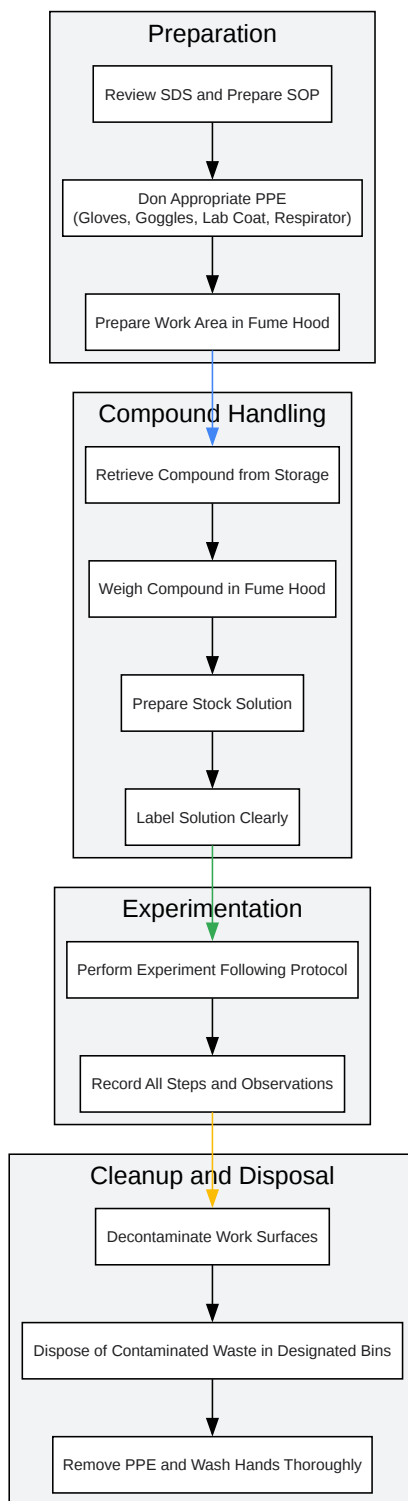 Preparation
Review SDS and Prepare SOP
Don Appropriate PPE
(Gloves, Goggles, Lab Coat, Respirator)
Prepare Work Area in Fume Hood
Compound Handling
Retrieve Compound from Storage
Weigh Compound in Fume Hood
Prepare Stock Solution
Label Solution Clearly
Experimentation
Perform Experiment Following Protocol
Record All Steps and Observations
Cleanup and Disposal
Decontaminate Work Surfaces
Dispose of Contaminated Waste in Designated Bins
Remove PPE and Wash Hands Thoroughly